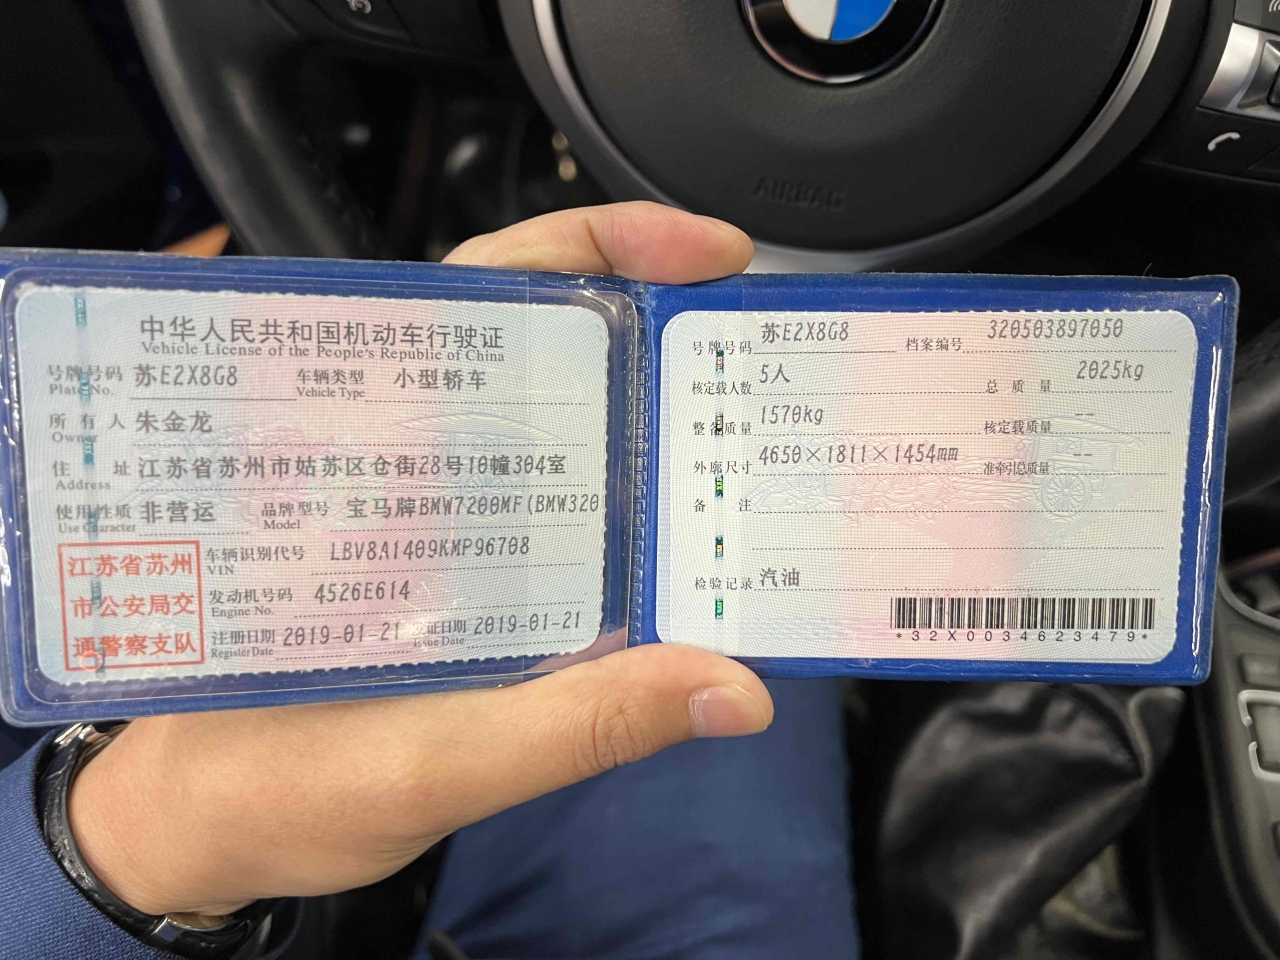 AIRBAG
中华人民共和国机动车行驶证
Vehicle License of the People's Republic of China
号牌号码 苏E2X8G8 车辆类型 小型轿车
Plate No. Vehicle Type
所有人 朱金龙
Owner
住址 江苏省苏州市姑苏区仓街28号10幢304室
Address
使用性质 非营运 品牌型号 宝马牌BMW7200MF(BMW320
Use Character Model
江苏省苏州
市公安局交
通警察支队
车辆识别代号 LBV8A1409KMP96708
VIN
发动机号码 4526E614
Engine No.
注册日期 2019-01-21 发证日期 2019-01-21
Register Date Issue Date
号牌号码 苏E2X8G8 档案编号 320503897050
核定载人数 5人 总质量 2025kg
整备质量 1570kg 核定载质量 --
外廓尺寸 4650×1811×1454mm 准牵引总质量 --
备注
检验记录 汽油
*32X0034623479*